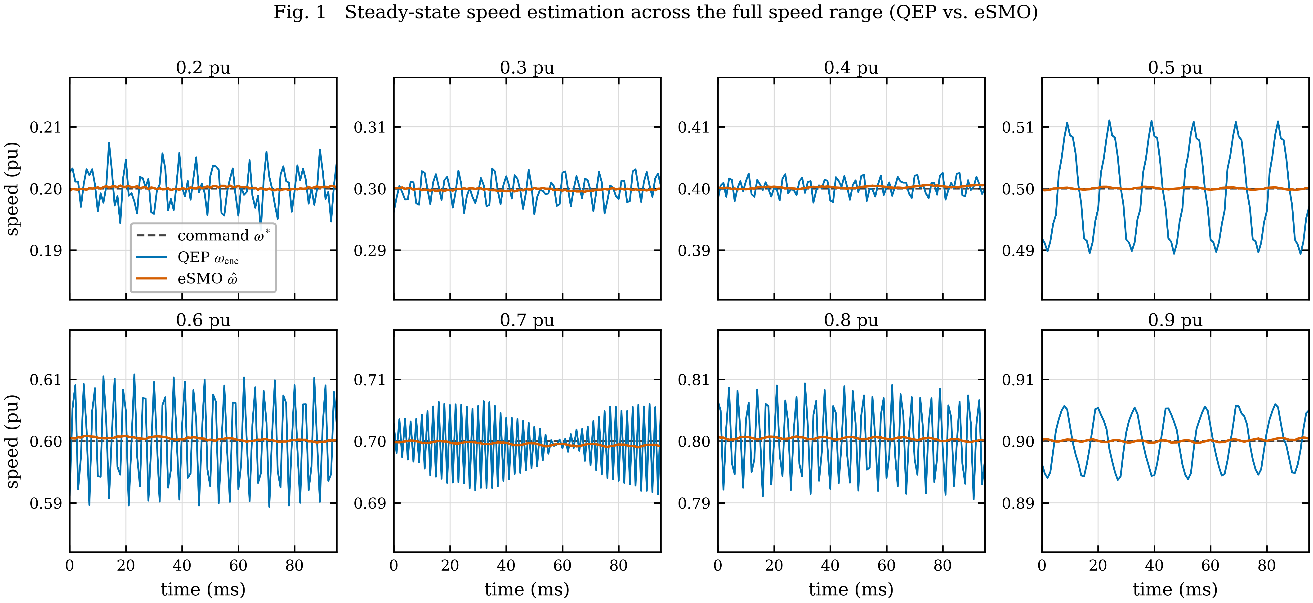 Fig. 1   Steady-state speed estimation across the full speed range (QEP vs. eSMO)
0.2 pu
0.3 pu
0.4 pu
0.5 pu
speed (pu)
0.21
0.20
0.19
0.31
0.30
0.29
0.41
0.40
0.39
0.51
0.50
0.49
command ω*
QEP ωenc
eSMO ω̂
0.6 pu
0.7 pu
0.8 pu
0.9 pu
speed (pu)
0.61
0.60
0.59
0.71
0.70
0.69
0.81
0.80
0.79
0.91
0.90
0.89
0 20 40 60 80
0 20 40 60 80
0 20 40 60 80
0 20 40 60 80
time (ms)
time (ms)
time (ms)
time (ms)